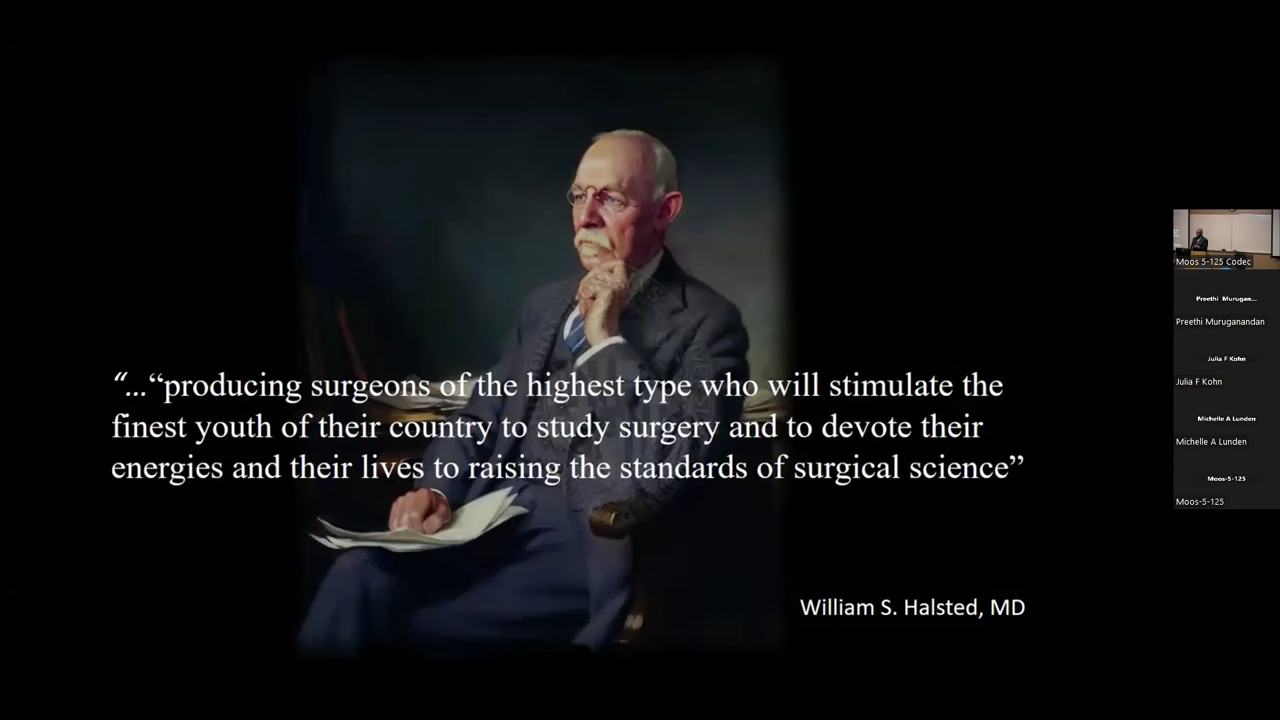 “...“producing surgeons of the highest type who will stimulate the
finest youth of their country to study surgery and to devote their
energies and their lives to raising the standards of surgical science”
William S. Halsted, MD
Moos 5-125 Codec
Preethi Murugan...
Preethi Muruganandan
Julia F Kohn
Julia F Kohn
Michelle A Lunden
Michelle A Lunden
Moos-5-125
Moos-5-125